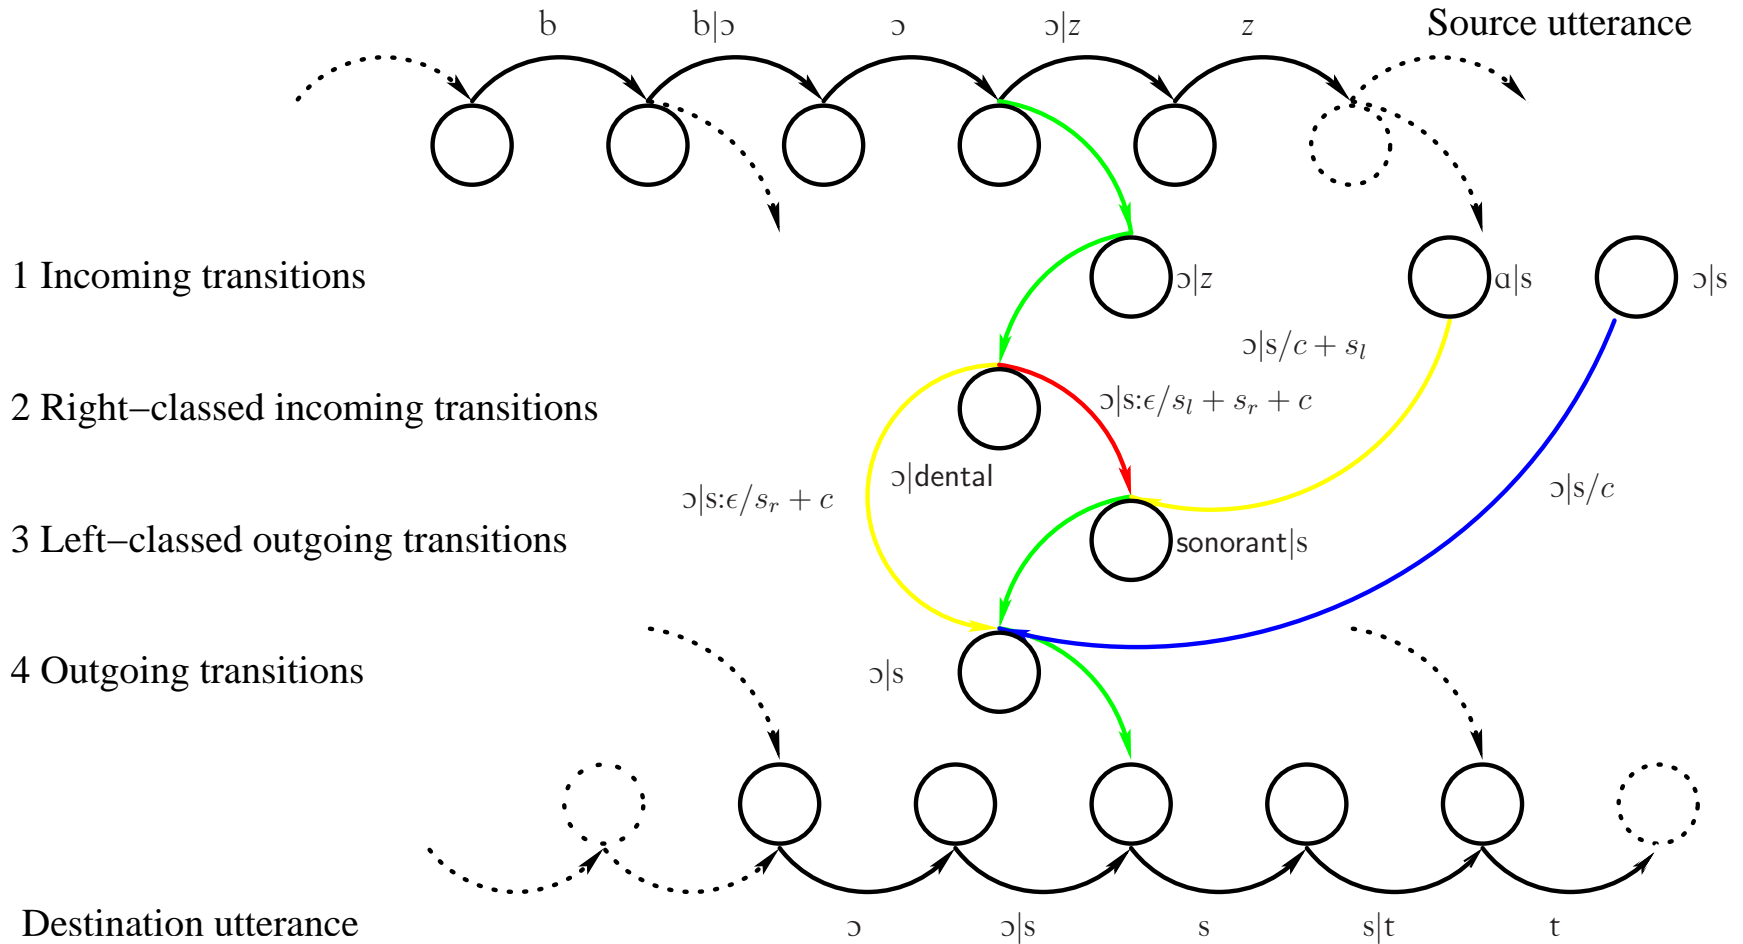 b b|ɔ ɔ ɔ|z z Source utterance
1 Incoming transitions ɔ|z ɑ|s ɔ|s
ɔ|s/c + s_l
2 Right–classed incoming transitions ɔ|s:ϵ/s_l + s_r + c
ɔ|dental
ɔ|s:ϵ/s_r + c ɔ|s/c
3 Left–classed outgoing transitions sonorant|s
4 Outgoing transitions ɔ|s
Destination utterance ɔ ɔ|s s s|t t